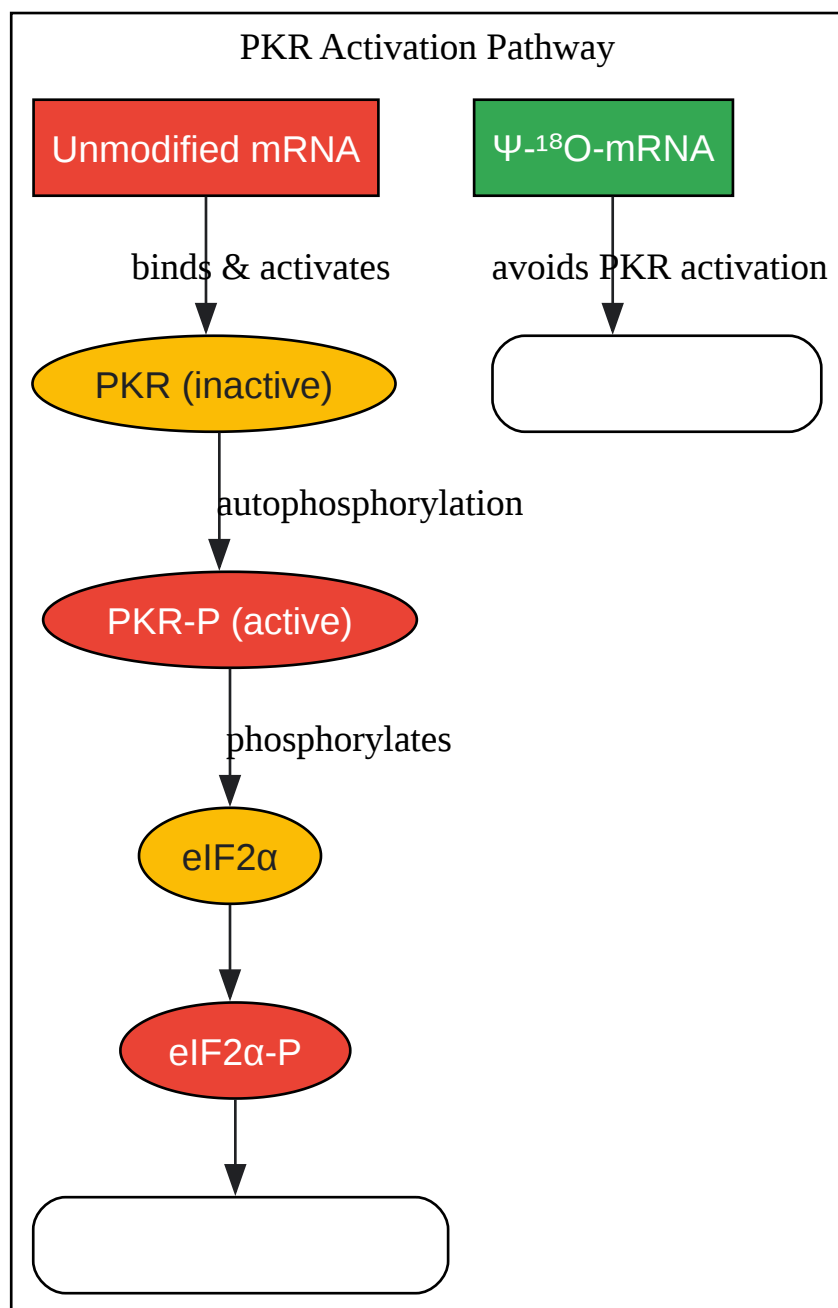 PKR Activation Pathway
Unmodified mRNA
Ψ-¹⁸O-mRNA
binds & activates
avoids PKR activation
PKR (inactive)
autophosphorylation
PKR-P (active)
phosphorylates
eIF2α
eIF2α-P